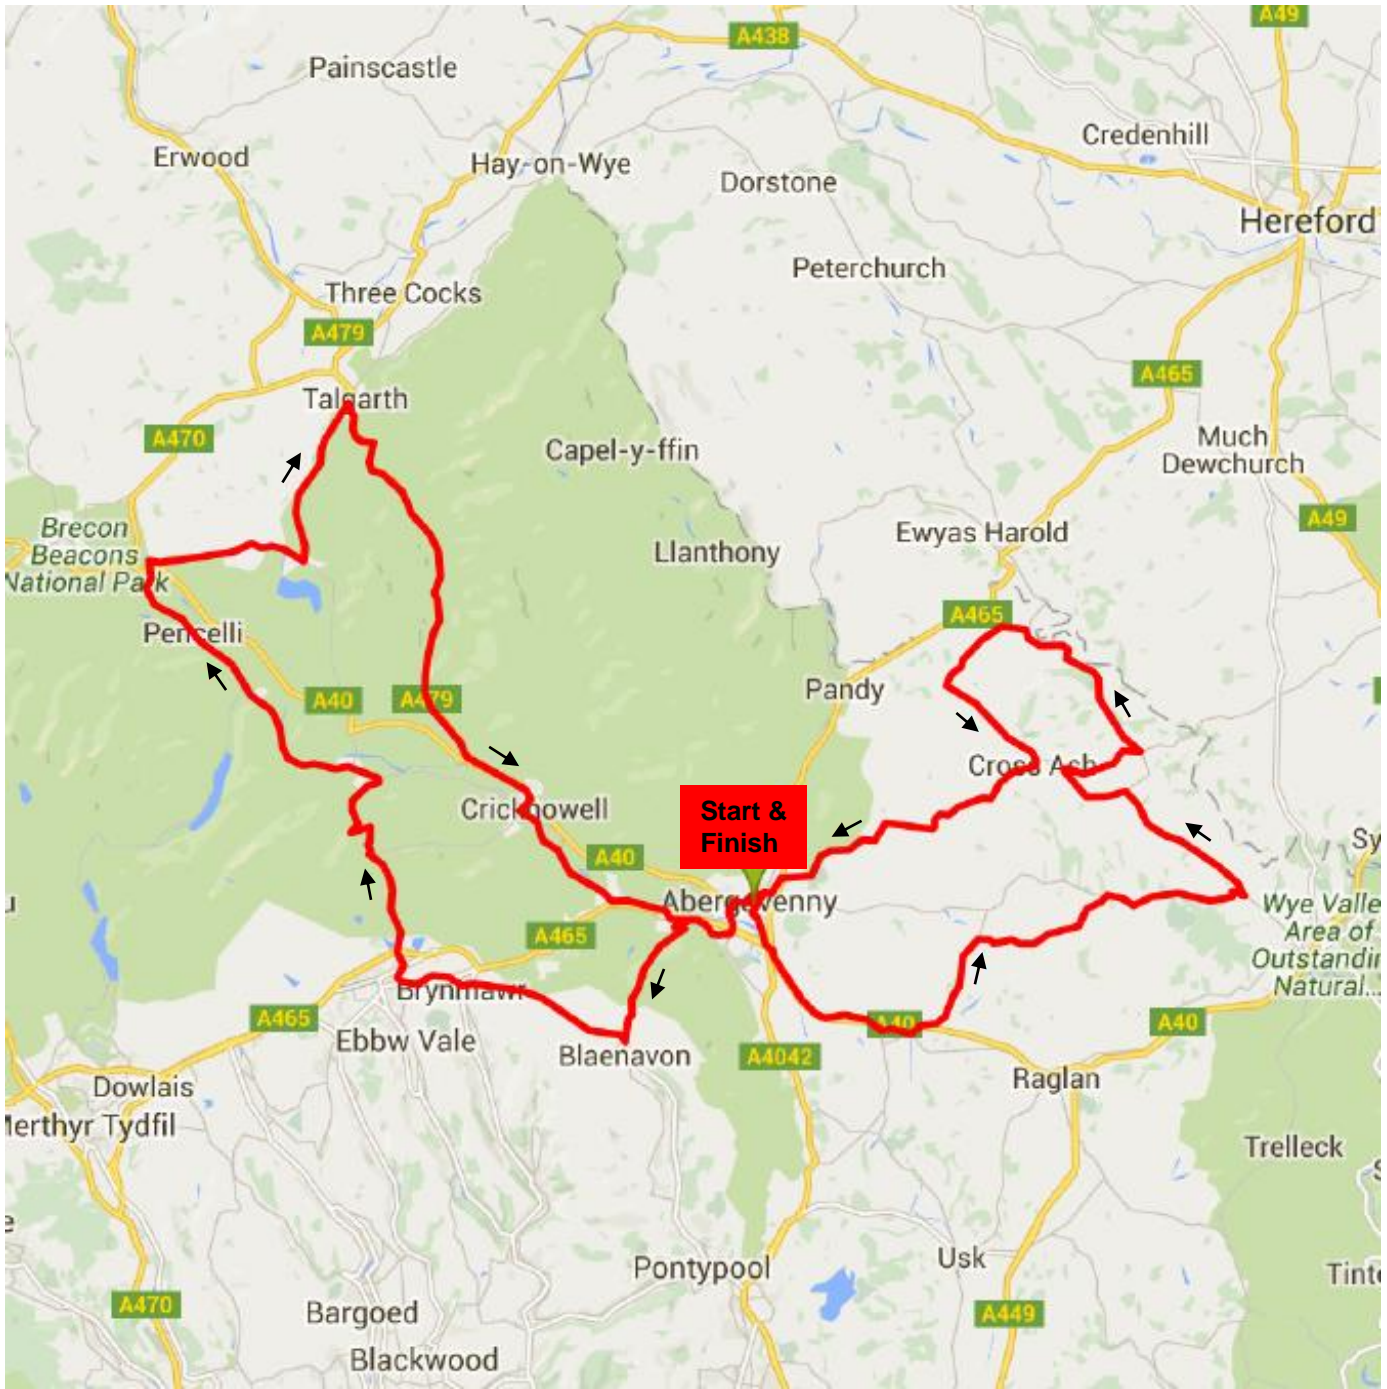 A49
A438
Painscastle
Credenhill
Erwood
Hay-on-Wye
Dorstone
Hereford
Peterchurch
Three Cocks
A479
A465
Talgarth
A470
Capel-y-ffin
Much
Dewchurch
Brecon
Beacons
National Park
A49
Ewyas Harold
Llanthony
A465
Pencelli
A40
A479
Pandy
Cross Ash
Crickhowell
Start &
Finish
A40
Abergavenny
Wye Valle
Area of
Outstandin
Natural...
A465
Brynmawr
A465
Ebbw Vale
Blaenavon
A40
A40
A4042
Raglan
Dowlais
Merthyr Tydfil
Trelleck
Usk
Pontypool
A470
Bargoed
A449
Blackwood